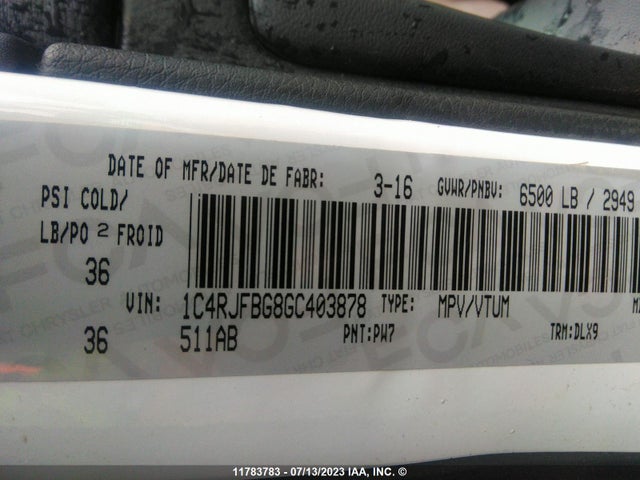 DATE OF MFR/DATE DE FABR: 3-16 GVWR/PNBV: 6500 LB / 2949
PSI COLD/
LB/PO 2 FROID
36
VIN: 1C4RJFBG8GC403878 TYPE: MPV/VTUM
36 511AB PNT:PW7 TRM:DLX9
11783783 - 07/13/2023 IAA, INC. ©